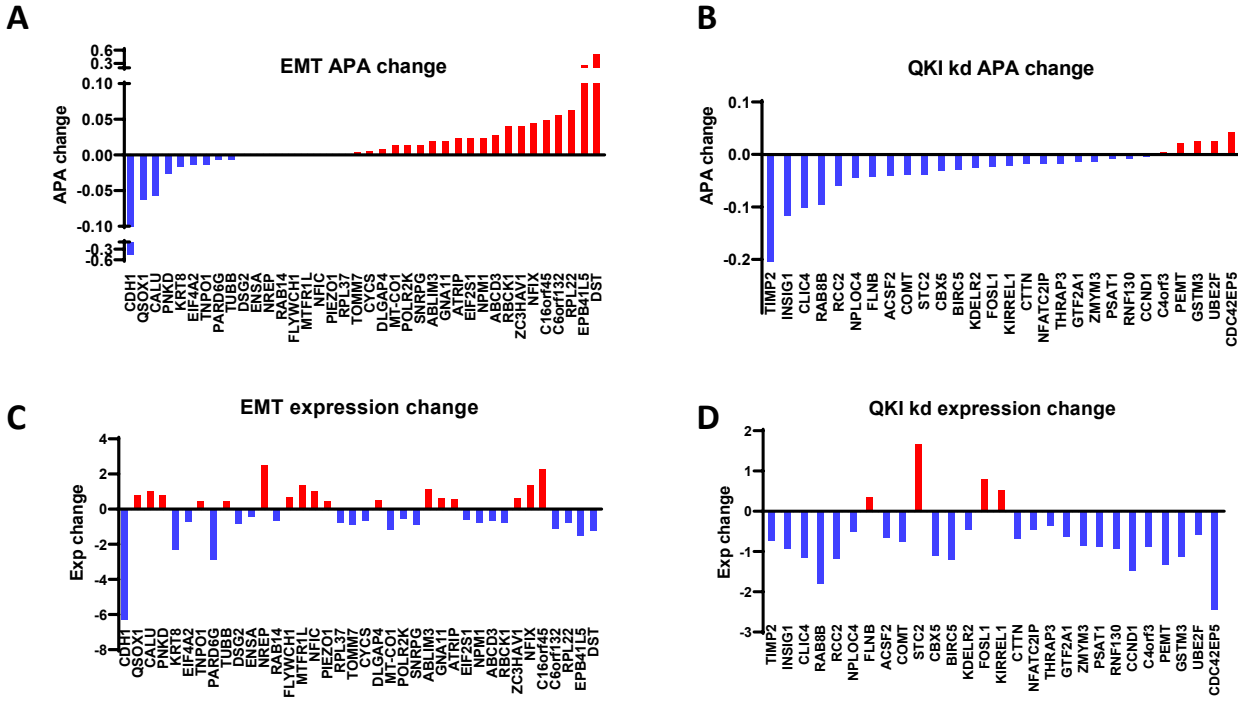 A
EMT APA change
APA change
0.6
0.3
0.10
0.05
0.00
-0.05
-0.10
-0.3
-0.6
CDH1
QSOX1
CALU
PNKD
KRT8
EIF4A2
TNPO1
PARD6G
TUBB
DSG2
ENSA
NREP
RAB14
FLYWCH1
MTFR1L
NFIC
PIEZO1
RPL37
TOMM7
CYCS
DLGAP4
MT-CO1
POLR2K
SNRPG
ABLIM3
GNA11
ATRIP
EIF2S1
NPM1
ABCD3
RBCK1
ZC3HAV1
NFIX
C16orf45
C6orf132
RPL22
EPB41L5
DST
B
QKI kd APA change
APA change
0.1
0.0
-0.1
-0.2
TIMP2
INSIG1
CLIC4
RAB8B
RCC2
NPLOC4
FLNB
ACSF2
COMT
STC2
CBX5
BIRC5
KDELR2
FOSL1
KIRREL1
CTTN
NFATC2IP
THRAP3
GTF2A1
ZMYM3
PSAT1
RNF130
CCND1
C4orf3
PEMT
GSTM3
UBE2F
CDC42EP5
C
EMT expression change
Exp change
4
2
0
-2
-4
-6
-8
CDH1
QSOX1
CALU
PNKD
KRT8
EIF4A2
TNPO1
PARD6G
TUBB
DSG2
ENSA
NREP
RAB14
FLYWCH1
MTFR1L
NFIC
PIEZO1
RPL37
TOMM7
CYCS
DLGAP4
MT-CO1
POLR2K
SNRPG
ABLIM3
GNA11
ATRIP
EIF2S1
NPM1
ABCD3
RBCK1
ZC3HAV1
NFIX
C16orf45
C6orf132
RPL22
EPB41L5
DST
D
QKI kd expression change
Exp change
2
1
0
-1
-2
-3
TIMP2
INSIG1
CLIC4
RAB8B
RCC2
NPLOC4
FLNB
ACSF2
COMT
STC2
CBX5
BIRC5
KDELR2
FOSL1
KIRREL1
CTTN
NFATC2IP
THRAP3
GTF2A1
ZMYM3
PSAT1
RNF130
CCND1
C4orf3
PEMT
GSTM3
UBE2F
CDC42EP5